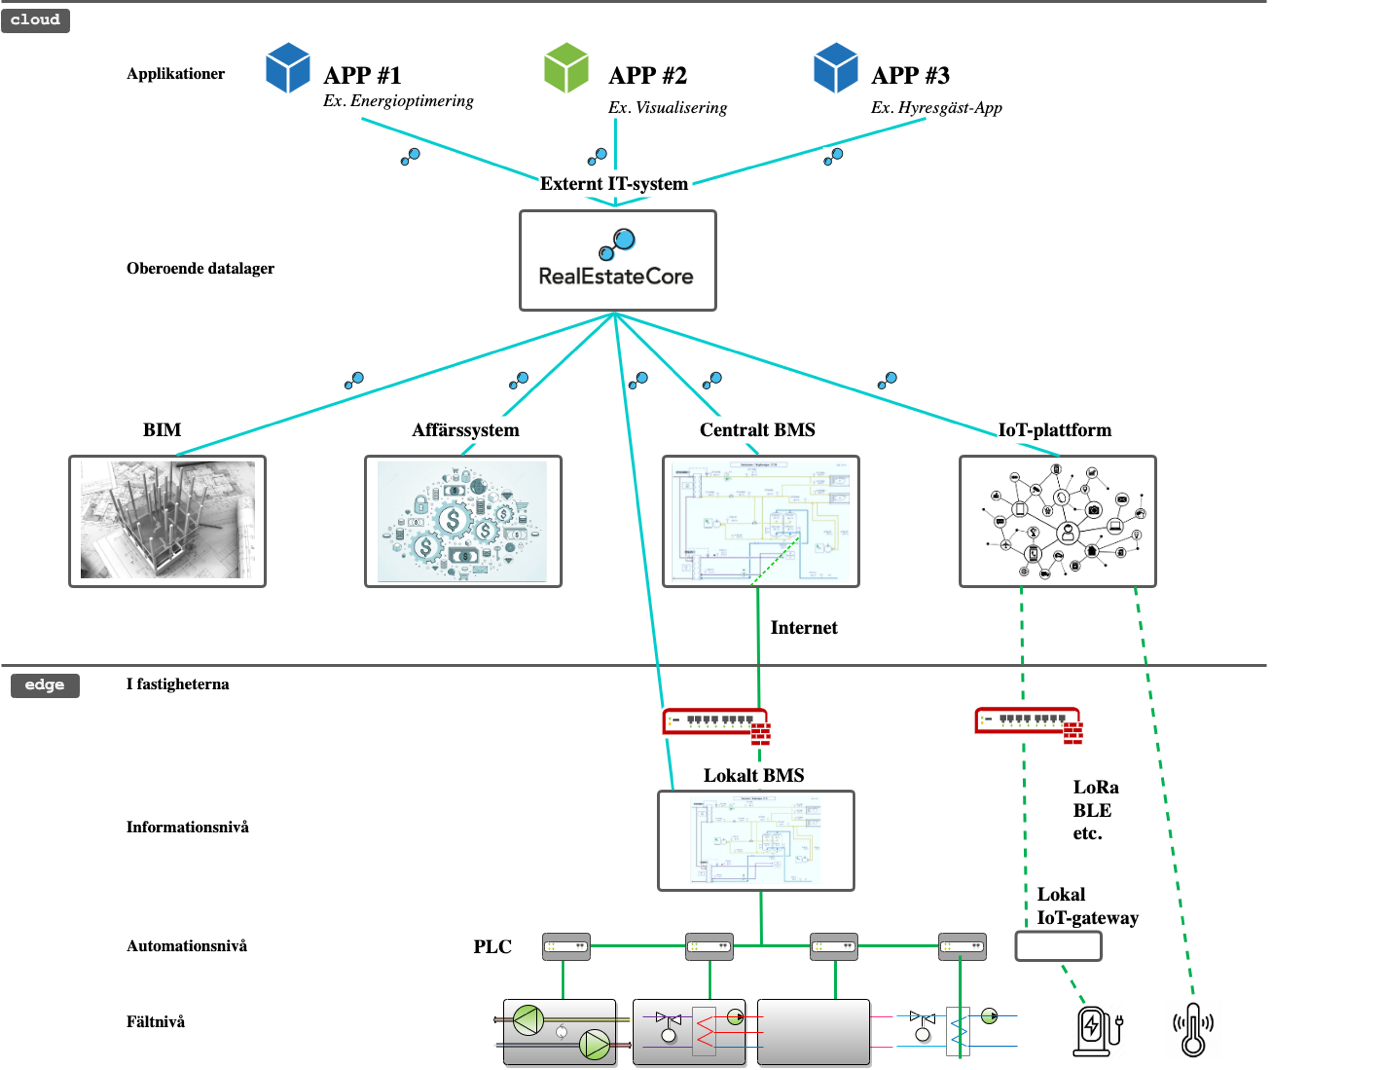 cloud
Applikationer
APP #1
Ex. Energioptimering
APP #2
Ex. Visualisering
APP #3
Ex. Hyresgäst-App
Externt IT-system
Oberoende datalager
RealEstateCore
BIM
Affärssystem
Centralt BMS
IoT-plattform
Internet
edge
I fastigheterna
Lokalt BMS
LoRa
BLE
etc.
Informationsnivå
Lokal
IoT-gateway
Automationsnivå
PLC
Fältnivå